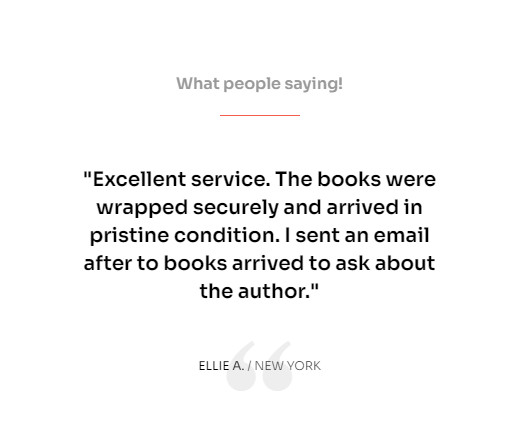 What people saying!
"Excellent service. The books were
wrapped securely and arrived in
pristine condition. I sent an email
after to books arrived to ask about
the author."
ELLIE A. / NEW YORK